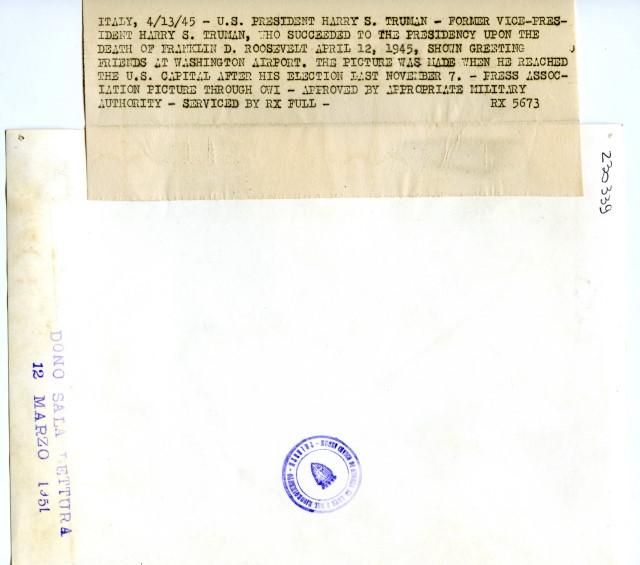 ITALY, 4/13/45 - U.S. PRESIDENT HARRY S. TRUMAN - FORMER VICE-PRES-
IDENT HARRY S. TRUMAN, WHO SUCCEEDED TO THE PRESIDENCY UPON THE
DEATH OF FRANKLIN D. ROOSEVELT APRIL 12, 1945, SHOWN GREETING
FRIENDS AT WASHINGTON AIRPORT. THE PICTURE WAS MADE WHEN HE REACHED
THE U.S. CAPITAL AFTER HIS ELECTION LAST NOVEMBER 7. - PRESS ASSOC-
IATION PICTURE THROUGH OWI - APPROVED BY APPROPRIATE MILITARY
AUTHORITY - SERVICED BY RX FULL - RX 5673
230339
DONO SALA LETTURA
12 MARZO 1951